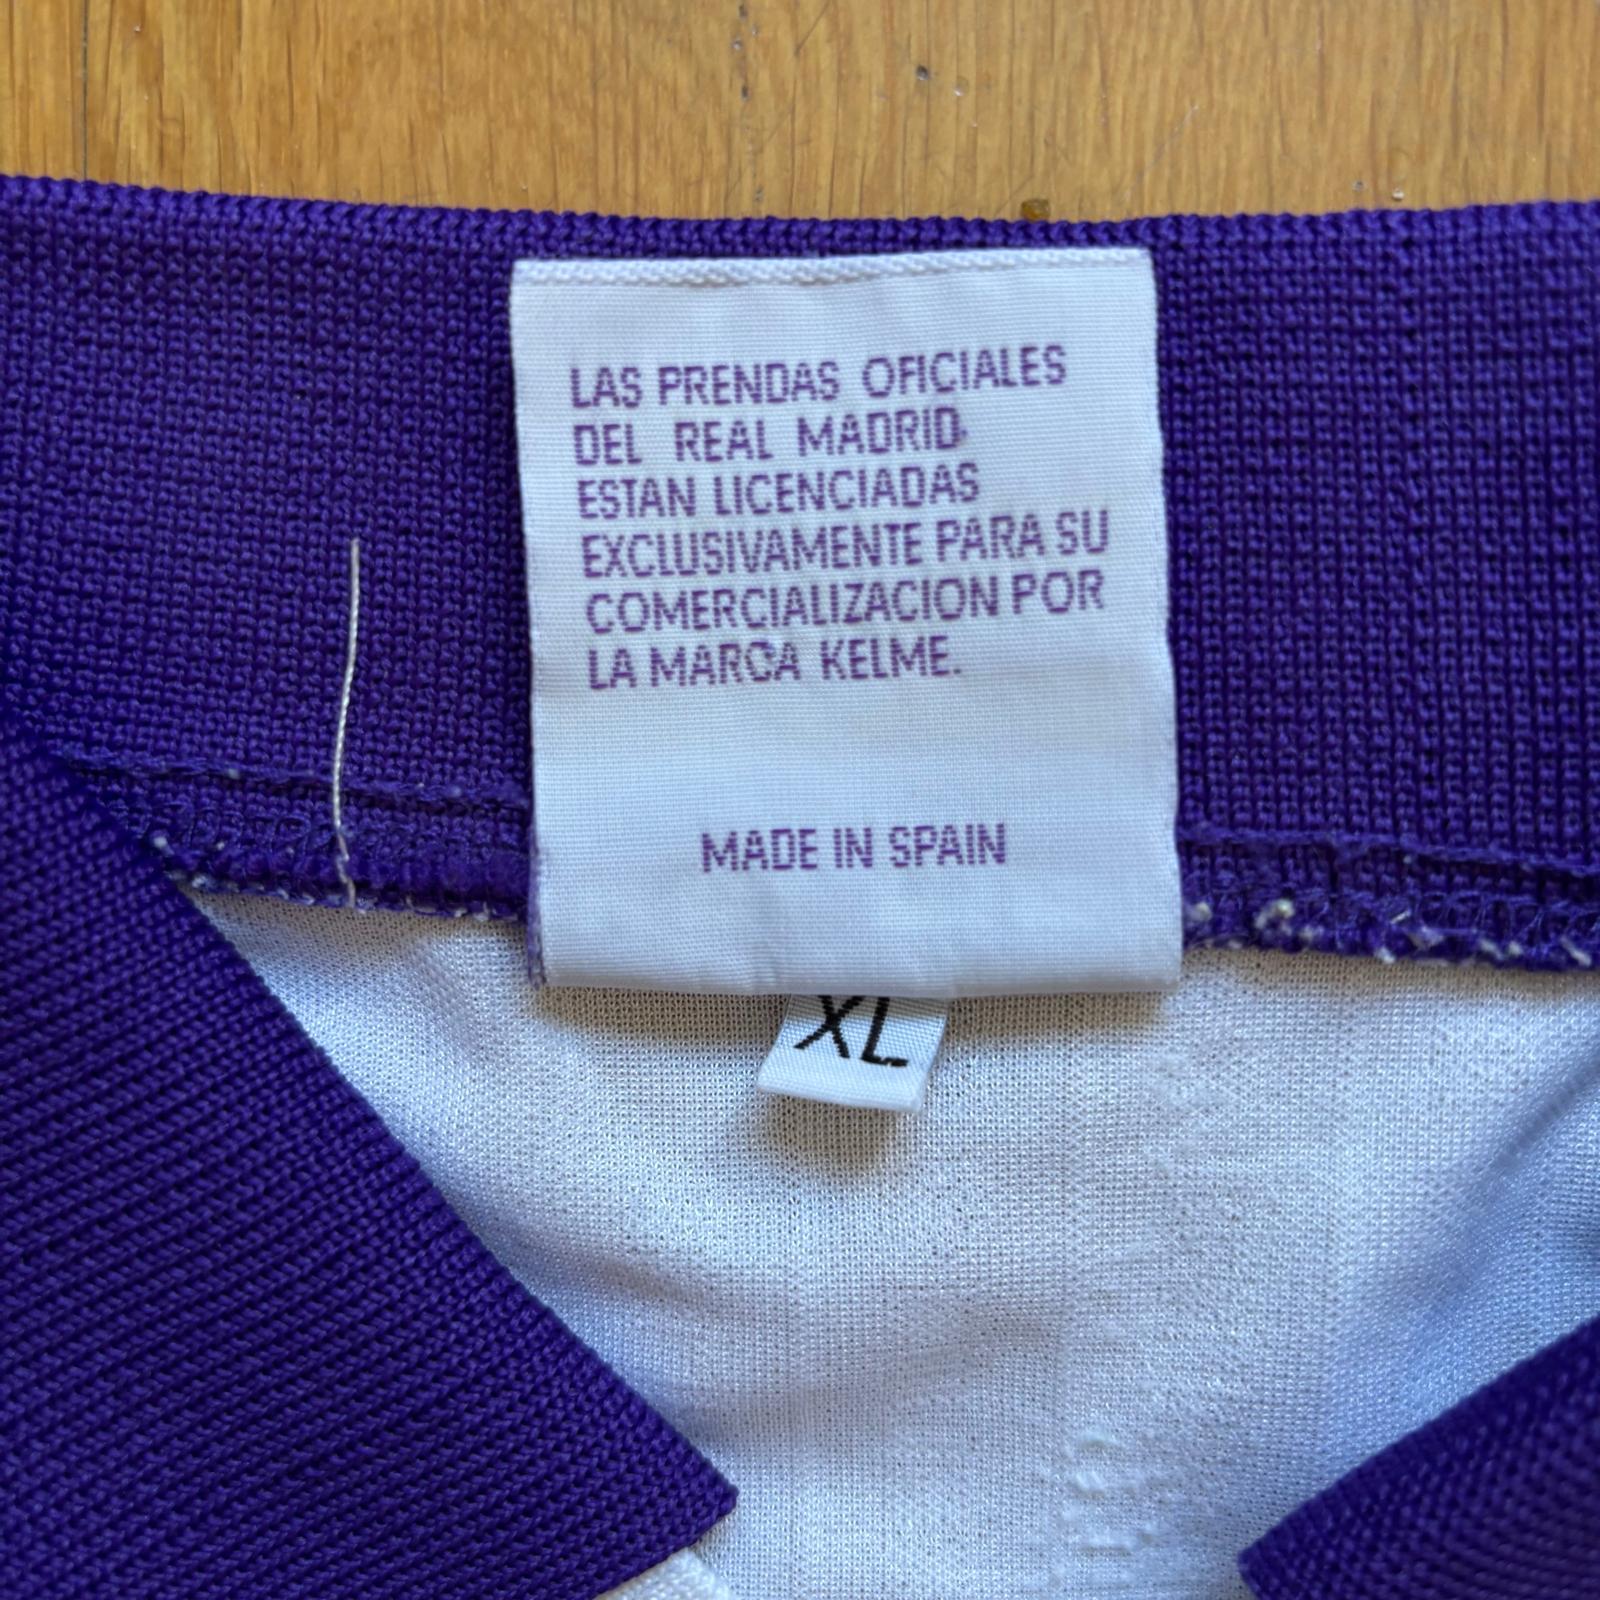 LAS PRENDAS OFICIALES
DEL REAL MADRID
ESTAN LICENCIADAS
EXCLUSIVAMENTE PARA SU
COMERCIALIZACION POR
LA MARCA KELME.
MADE IN SPAIN
XL